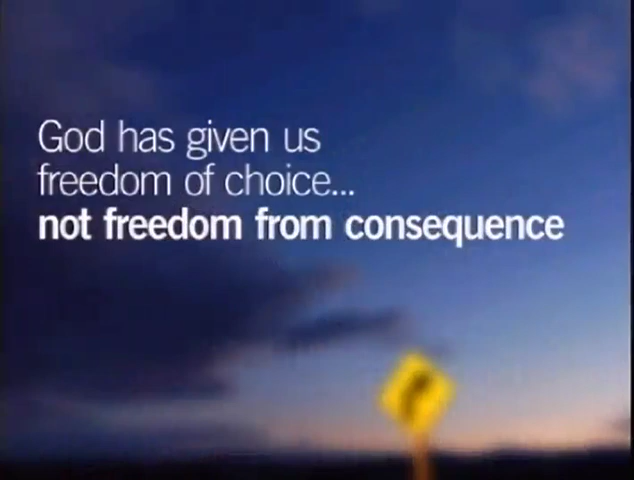 God has given us
freedom of choice...
not freedom from consequence